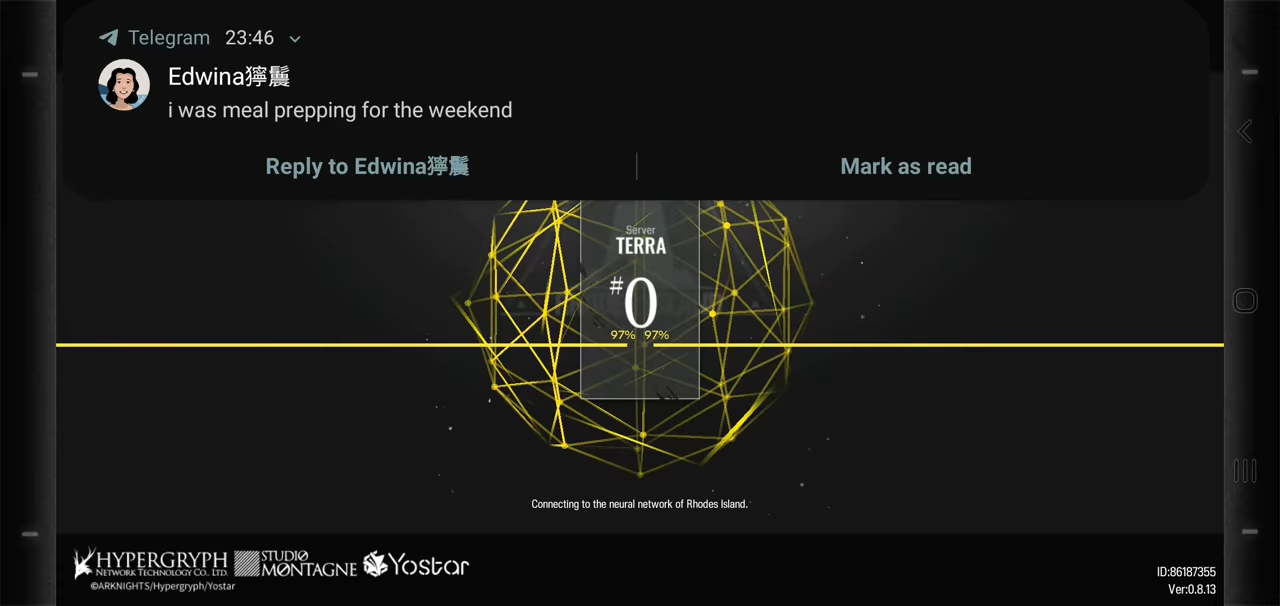 Telegram 23:46
Edwina獰鬤
i was meal prepping for the weekend
Reply to Edwina獰鬤
Mark as read
Server
TERRA
#0
97% 97%
Connecting to the neural network of Rhodes Island.
HYPERGRYPH
NETWORK TECHNOLOGY CO., LTD.
STUDIO
MONTAGNE
Yostar
©ARKNIGHTS/Hypergryph/Yostar
ID:86187355
Ver:0.8.13